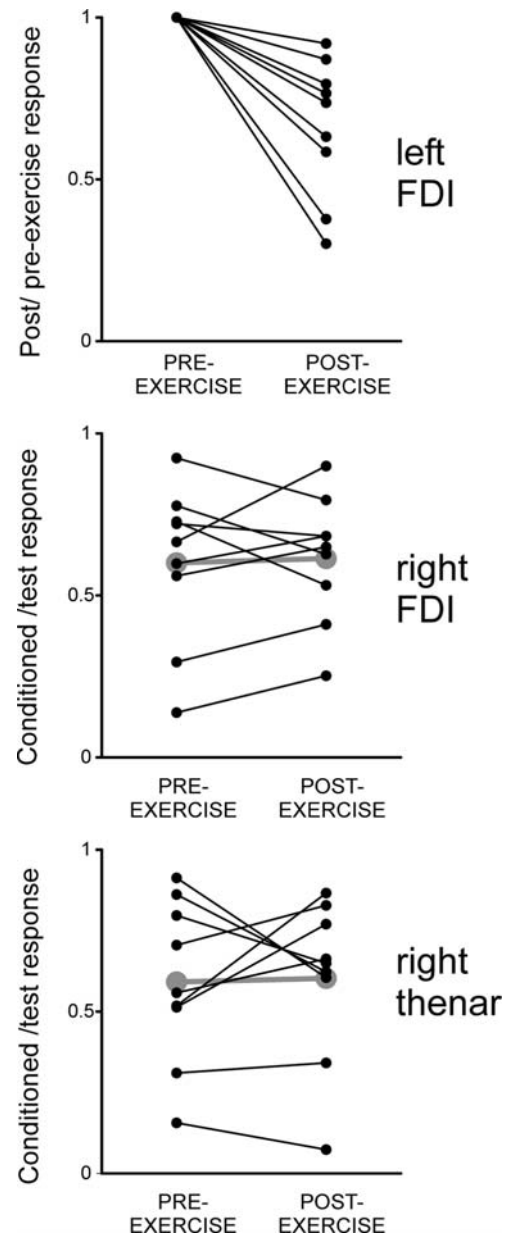 Post/ pre-exercise response
1
0.5
0
left
FDI
PRE-
EXERCISE
POST-
EXERCISE
Conditioned /test response
1
0.5
0
right
FDI
PRE-
EXERCISE
POST-
EXERCISE
Conditioned /test response
1
0.5
0
right
thenar
PRE-
EXERCISE
POST-
EXERCISE